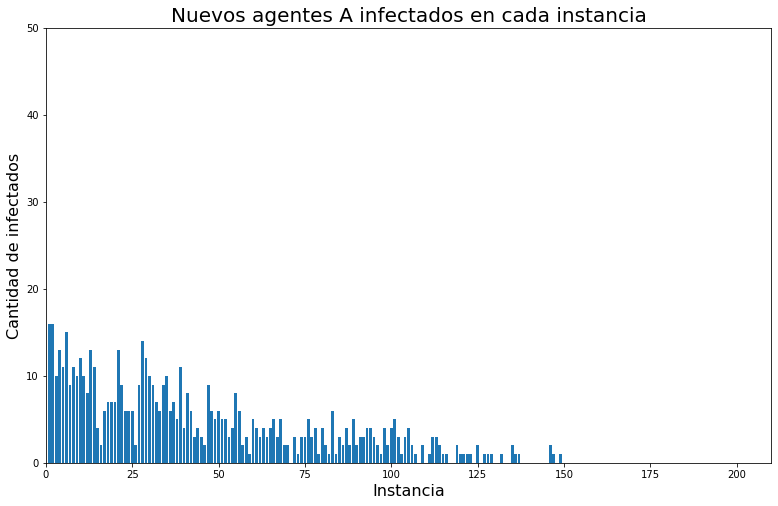 Nuevos agentes A infectados en cada instancia
50
40
30
20
10
0
Cantidad de infectados
0 25 50 75 100 125 150 175 200
Instancia